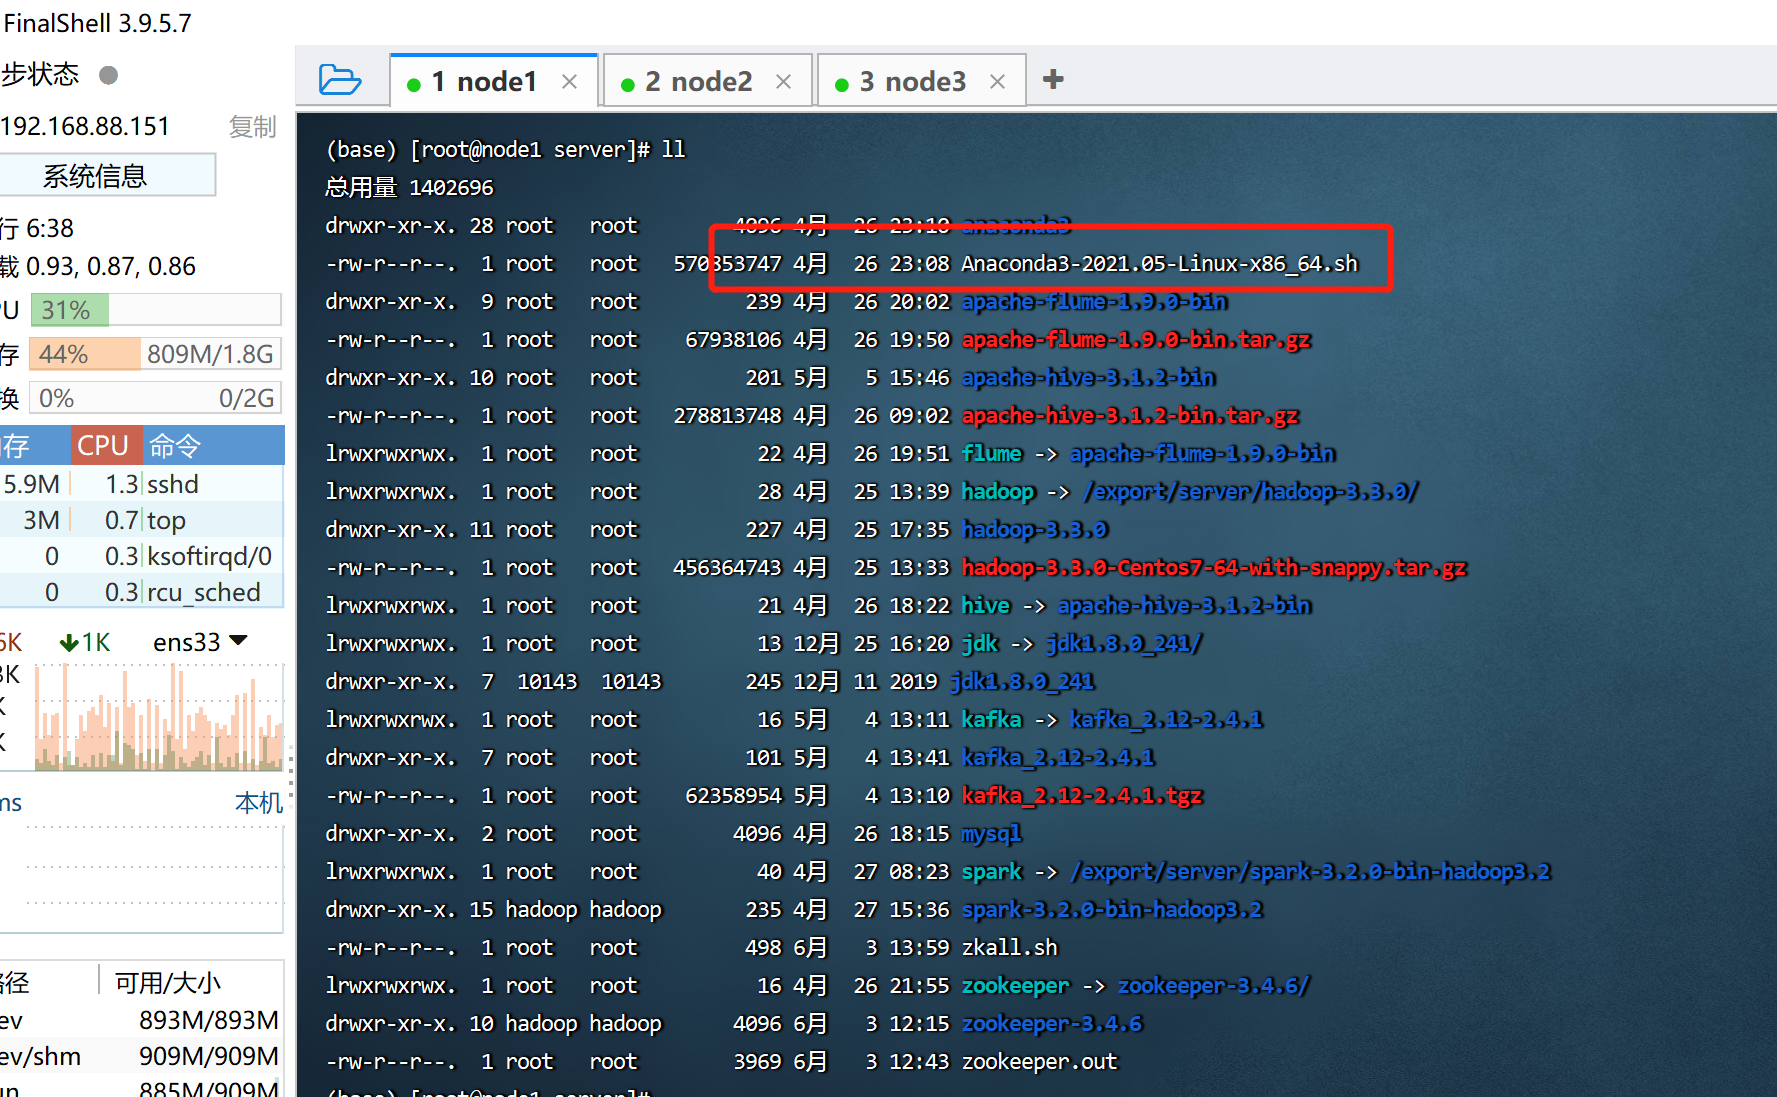 FinalShell 3.9.5.7
步状态
192.168.88.151 复制
系统信息
行 6:38
载 0.93, 0.87, 0.86
31%
存 44% 809M/1.8G
换 0% 0/2G
存 CPU 命令
5.9M 1.3 sshd
3M 0.7 top
0 0.3 ksoftirqd/0
0 0.3 rcu_sched
6K 1K ens33
ms 本机
路径 可用/大小
ev 893M/893M
ev/shm 909M/909M
un 885M/909M
1 node1
2 node2
3 node3
(base) [root@node1 server]# ll
总用量 1402696
drwxr-xr-x. 28 root root 4096 4月 26 23:10 anaconda3
-rw-r--r--. 1 root root 570853747 4月 26 23:08 Anaconda3-2021.05-Linux-x86_64.sh
drwxr-xr-x. 9 root root 239 4月 26 20:02 apache-flume-1.9.0-bin
-rw-r--r--. 1 root root 67938106 4月 26 19:50 apache-flume-1.9.0-bin.tar.gz
drwxr-xr-x. 10 root root 201 5月 5 15:46 apache-hive-3.1.2-bin
-rw-r--r--. 1 root root 278813748 4月 26 09:02 apache-hive-3.1.2-bin.tar.gz
lrwxrwxrwx. 1 root root 22 4月 26 19:51 flume -> apache-flume-1.9.0-bin
lrwxrwxrwx. 1 root root 28 4月 25 13:39 hadoop -> /export/server/hadoop-3.3.0/
drwxr-xr-x. 11 root root 227 4月 25 17:35 hadoop-3.3.0
-rw-r--r--. 1 root root 456364743 4月 25 13:33 hadoop-3.3.0-Centos7-64-with-snappy.tar.gz
lrwxrwxrwx. 1 root root 21 4月 26 18:22 hive -> apache-hive-3.1.2-bin
lrwxrwxrwx. 1 root root 13 12月 25 16:20 jdk -> jdk1.8.0_241/
drwxr-xr-x. 7 10143 10143 245 12月 11 2019 jdk1.8.0_241
lrwxrwxrwx. 1 root root 16 5月 4 13:11 kafka -> kafka_2.12-2.4.1
drwxr-xr-x. 7 root root 101 5月 4 13:41 kafka_2.12-2.4.1
-rw-r--r--. 1 root root 62358954 5月 4 13:10 kafka_2.12-2.4.1.tgz
drwxr-xr-x. 2 root root 4096 4月 26 18:15 mysql
lrwxrwxrwx. 1 root root 40 4月 27 08:23 spark -> /export/server/spark-3.2.0-bin-hadoop3.2
drwxr-xr-x. 15 hadoop hadoop 235 4月 27 15:36 spark-3.2.0-bin-hadoop3.2
-rw-r--r--. 1 root root 498 6月 3 13:59 zkall.sh
lrwxrwxrwx. 1 root root 16 4月 26 21:55 zookeeper -> zookeeper-3.4.6/
drwxr-xr-x. 10 hadoop hadoop 4096 6月 3 12:15 zookeeper-3.4.6
-rw-r--r--. 1 root root 3969 6月 3 12:43 zookeeper.out
(base) [root@node1 server]#